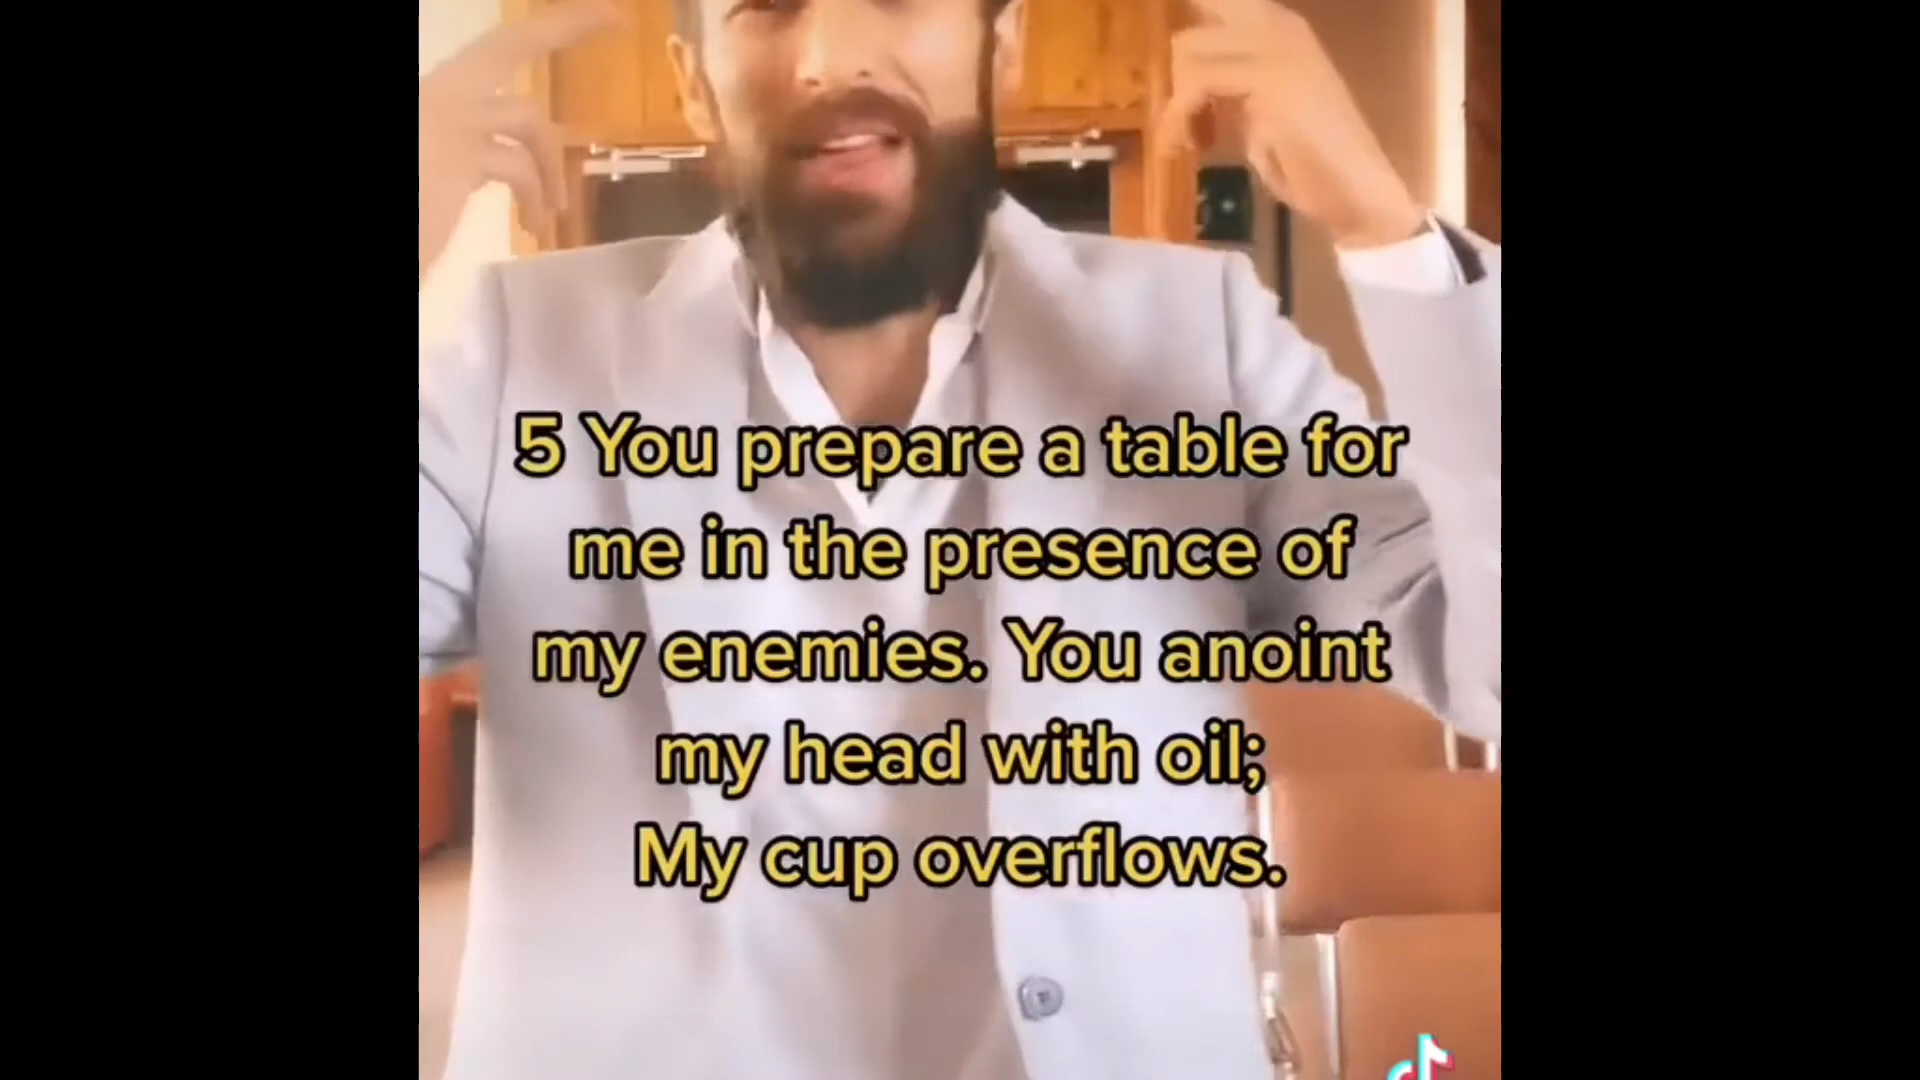 5 You prepare a table for
me in the presence of
my enemies. You anoint
my head with oil;
My cup overflows.